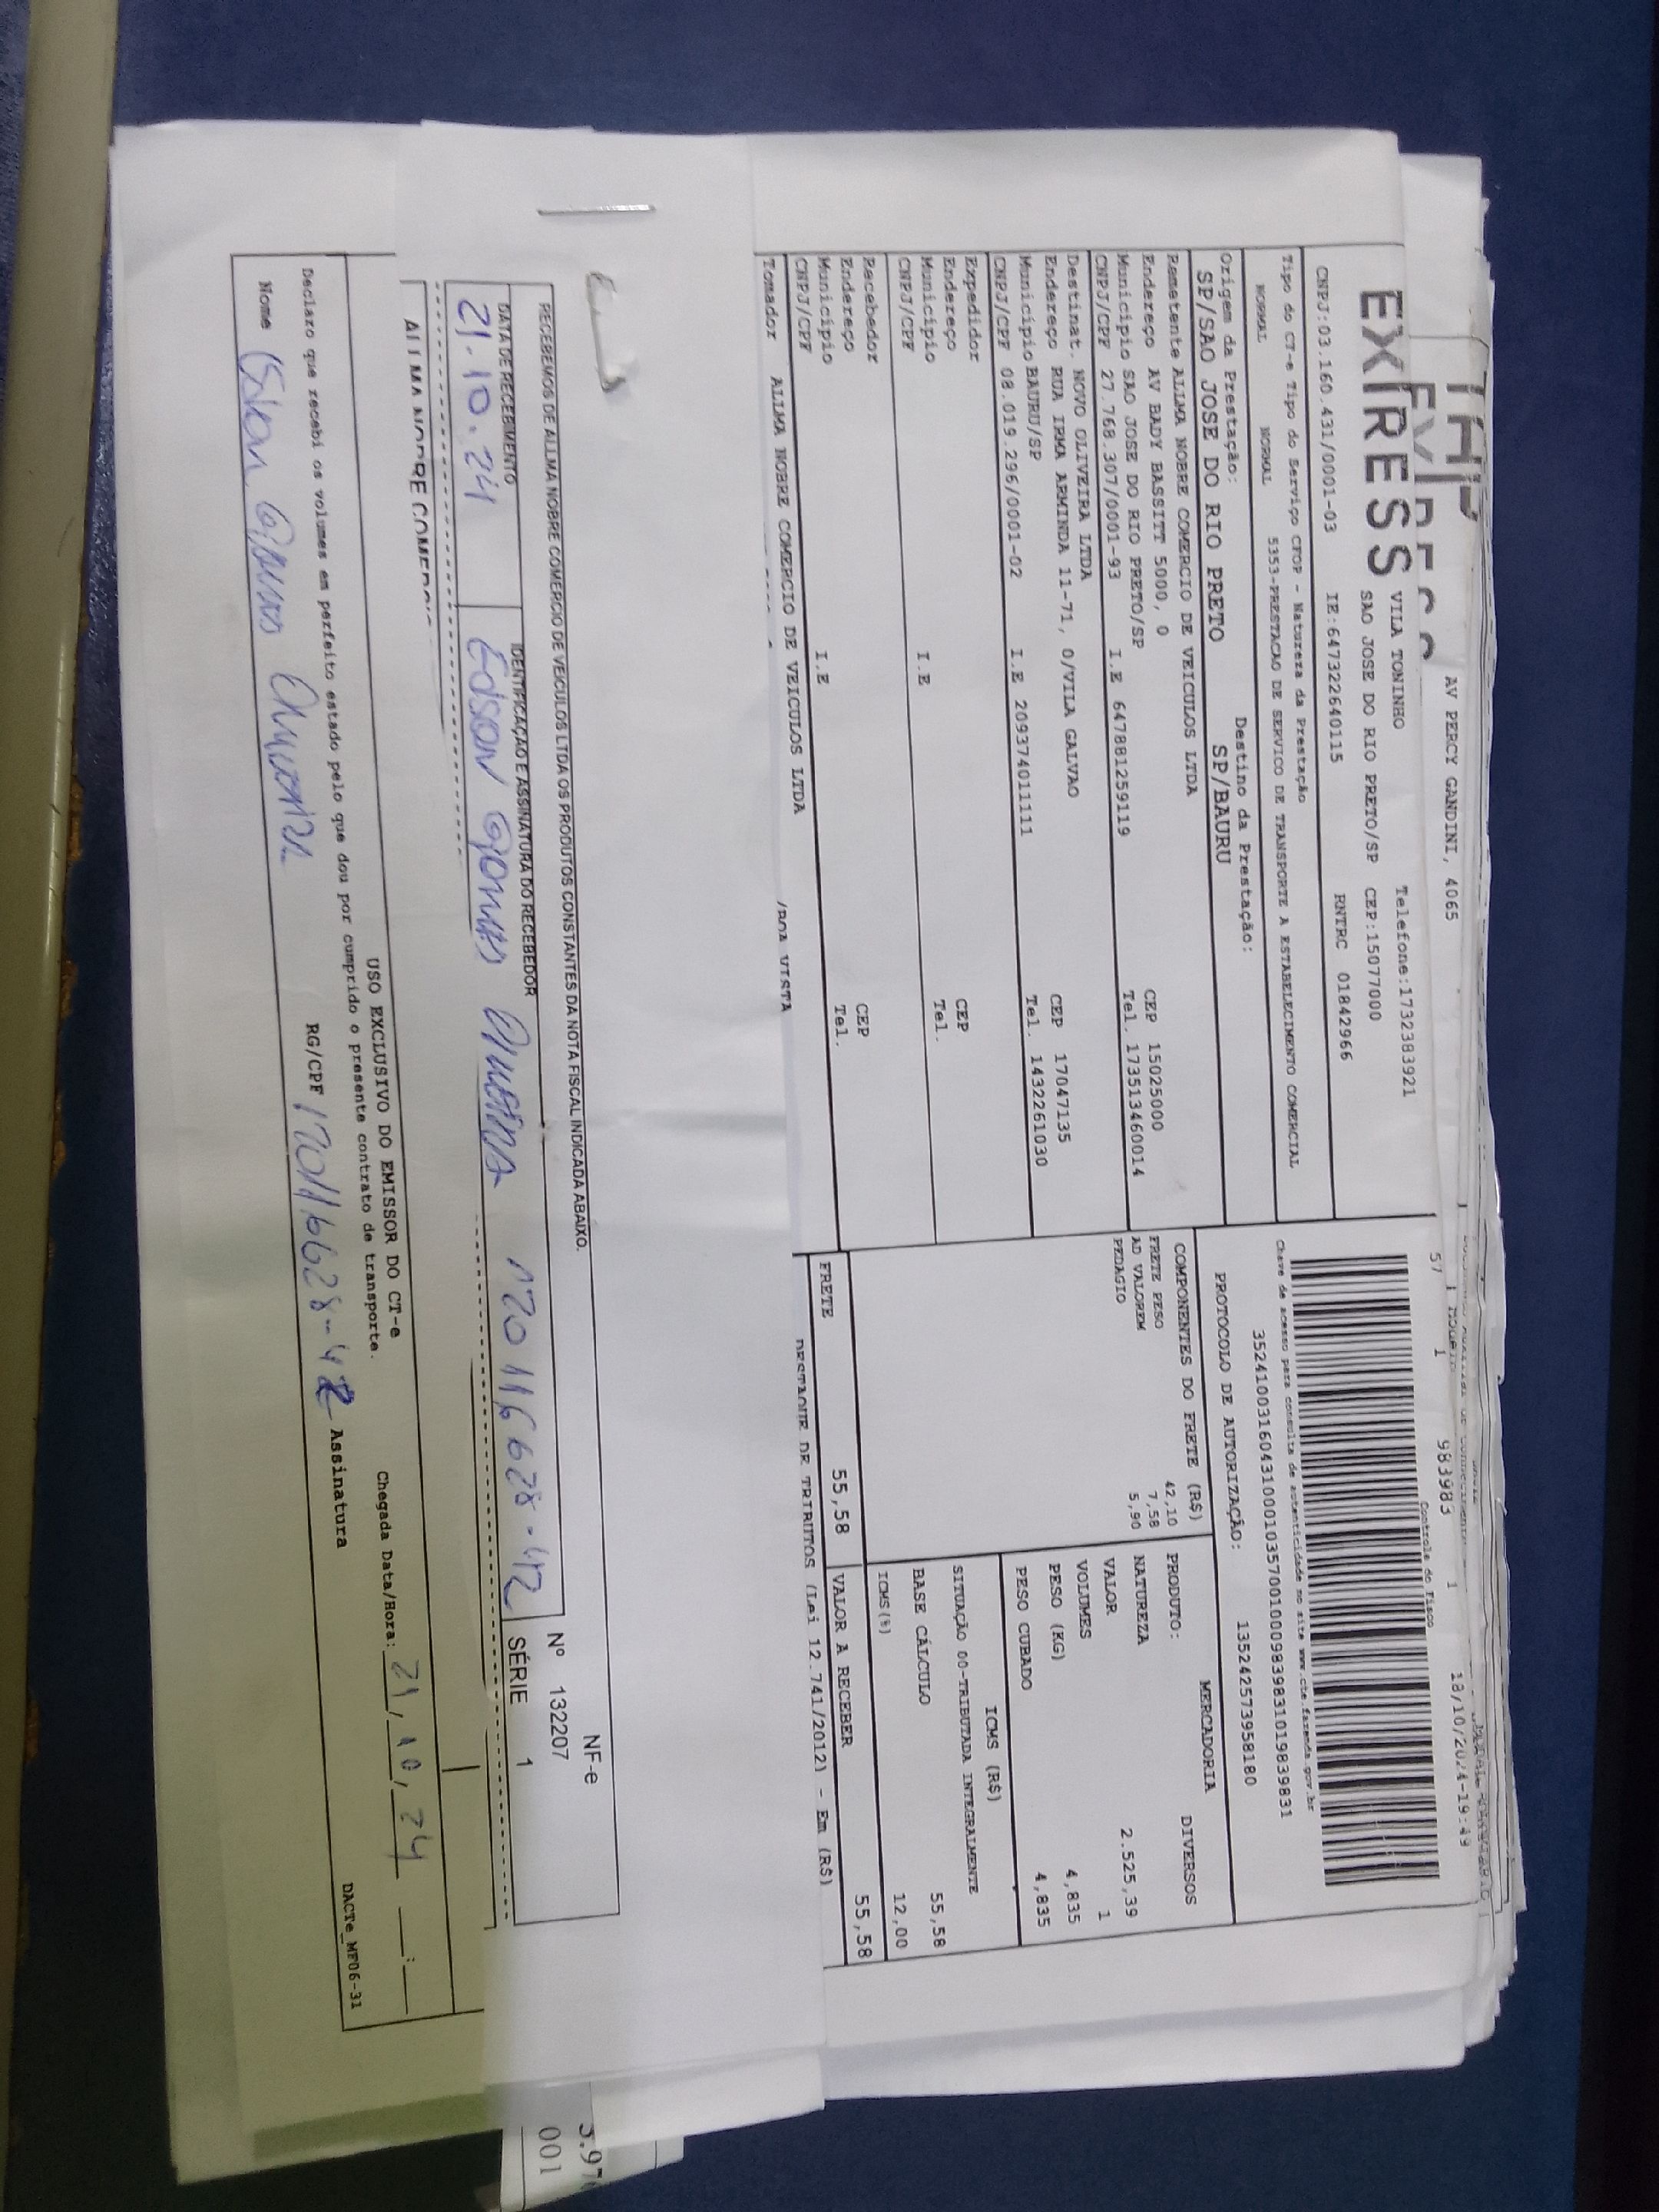 EXPRESS
AV PERCY GANDINI, 4065
VILA TONINHO Telefone:1732383921
SAO JOSE DO RIO PRETO/SP CEP:15077000
CNPJ:03.160.431/0001-03 IE:647322640115 RNTRC 01842966
57 1 983983 1 18/10/2024-19:49
Controle do Fisco
Chave de acesso para consulta de autenticidade no site www.cte.fazenda.gov.br
35241003160431000103570010009839831019839831
PROTOCOLO DE AUTORIZAÇÃO: 135242573958180
Tipo do CT-e Tipo do Serviço CFOP - Natureza da Prestação
NORMAL NORMAL 5353-PRESTACAO DE SERVICO DE TRANSPORTE A ESTABELECIMENTO COMERCIAL
Origem da Prestação: Destino da Prestação:
SP/SAO JOSE DO RIO PRETO SP/BAURU
Remetente ALLMA NOBRE COMERCIO DE VEICULOS LTDA
Endereço AV BADY BASSITT 5000, 0 CEP 15025000
Município SAO JOSE DO RIO PRETO/SP Tel. 173513460014
CNPJ/CPF 27.768.307/0001-93 I.E 647881259119
Destinat. NOVO OLIVEIRA LTDA
Endereço RUA IRMA ARMINDA 11-71, 0/VILA GALVAO CEP 17047135
Município BAURU/SP Tel. 1432261030
CNPJ/CPF 08.019.296/0001-02 I.E 209374011111
Expedidor
Endereço CEP
Município Tel.
CNPJ/CPF I.E
Recebedor
Endereço CEP
Município Tel.
CNPJ/CPF I.E
Tomador ALLMA NOBRE COMERCIO DE VEICULOS LTDA
/BOA VISTA
COMPONENTES DO FRETE (R$)
FRETE PESO 42,10
AD VALOREM 7,58
PEDAGIO 5,90
MERCADORIA
PRODUTO: DIVERSOS
NATUREZA
VALOR 2.525,39
VOLUMES 1
PESO (KG) 4,835
PESO CUBADO 4,835
ICMS (R$)
SITUAÇÃO 00-TRIBUTADA INTEGRALMENTE
BASE CÁLCULO 55,58
ICMS(%) 12,00
FRETE 55,58 VALOR A RECEBER 55,58
DESTAQUE DE TRIBUTOS (Lei 12.741/2012) - Em (R$)
RECEBEMOS DE ALLMA NOBRE COMERCIO DE VEICULOS LTDA OS PRODUTOS CONSTANTES DA NOTA FISCAL INDICADA ABAIXO.
NF-e
Nº 132207
SÉRIE 1
DATA DE RECEBIMENTO IDENTIFICAÇÃO E ASSINATURA DO RECEBEDOR
21.10.24 Edson Gomes
ALLMA NOBRE
USO EXCLUSIVO DO EMISSOR DO CT-e
Declaro que recebi os volumes em perfeito estado pelo que dou por cumprido o presente contrato de transporte.
Chegada Data/Hora: 21/10/24
Nome Edson Gomes RG/CPF Assinatura
DACTe_MF06-31
001